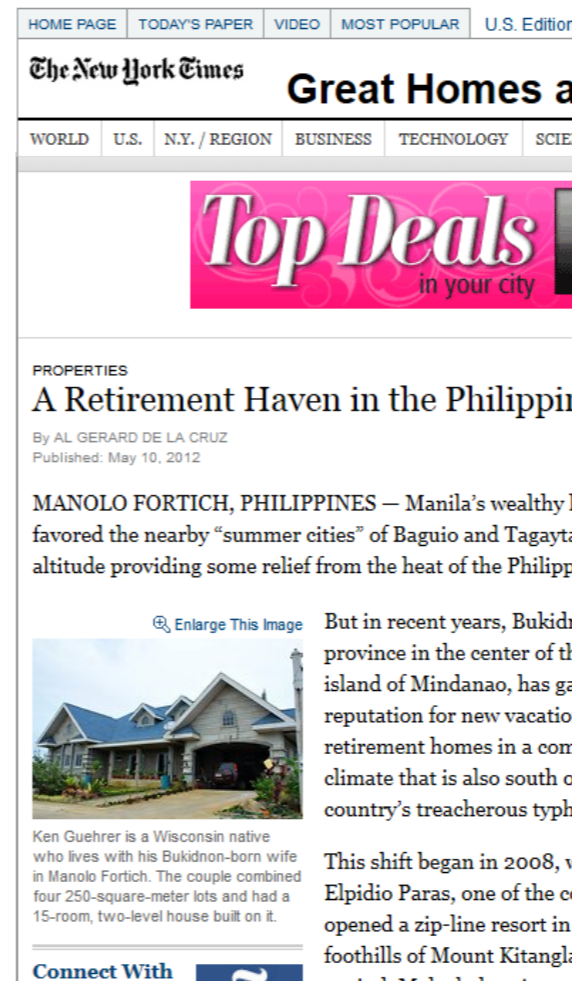 HOME PAGE TODAY'S PAPER VIDEO MOST POPULAR U.S. Edition
The New York Times
Great Homes a
WORLD U.S. N.Y. / REGION BUSINESS TECHNOLOGY SCIE
Top Deals
in your city
PROPERTIES
A Retirement Haven in the Philippin
By AL GERARD DE LA CRUZ
Published: May 10, 2012
MANOLO FORTICH, PHILIPPINES — Manila's wealthy
favored the nearby “summer cities” of Baguio and Tagayta
altitude providing some relief from the heat of the Philipp
Enlarge This Image
Ken Guehrer is a Wisconsin native
who lives with his Bukidnon-born wife
in Manolo Fortich. The couple combined
four 250-square-meter lots and had a
15-room, two-level house built on it.
Connect With
But in recent years, Bukidn
province in the center of th
island of Mindanao, has ga
reputation for new vacatio
retirement homes in a com
climate that is also south o
country's treacherous typh
This shift began in 2008, w
Elpidio Paras, one of the co
opened a zip-line resort in
foothills of Mount Kitangla